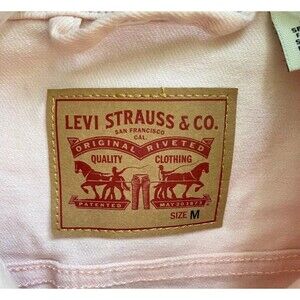 LEVI STRAUSS & CO.
SAN FRANCISCO
CAL.
ORIGINAL RIVETED
QUALITY CLOTHING
PATENTED MAY 20 1873
SIZE M